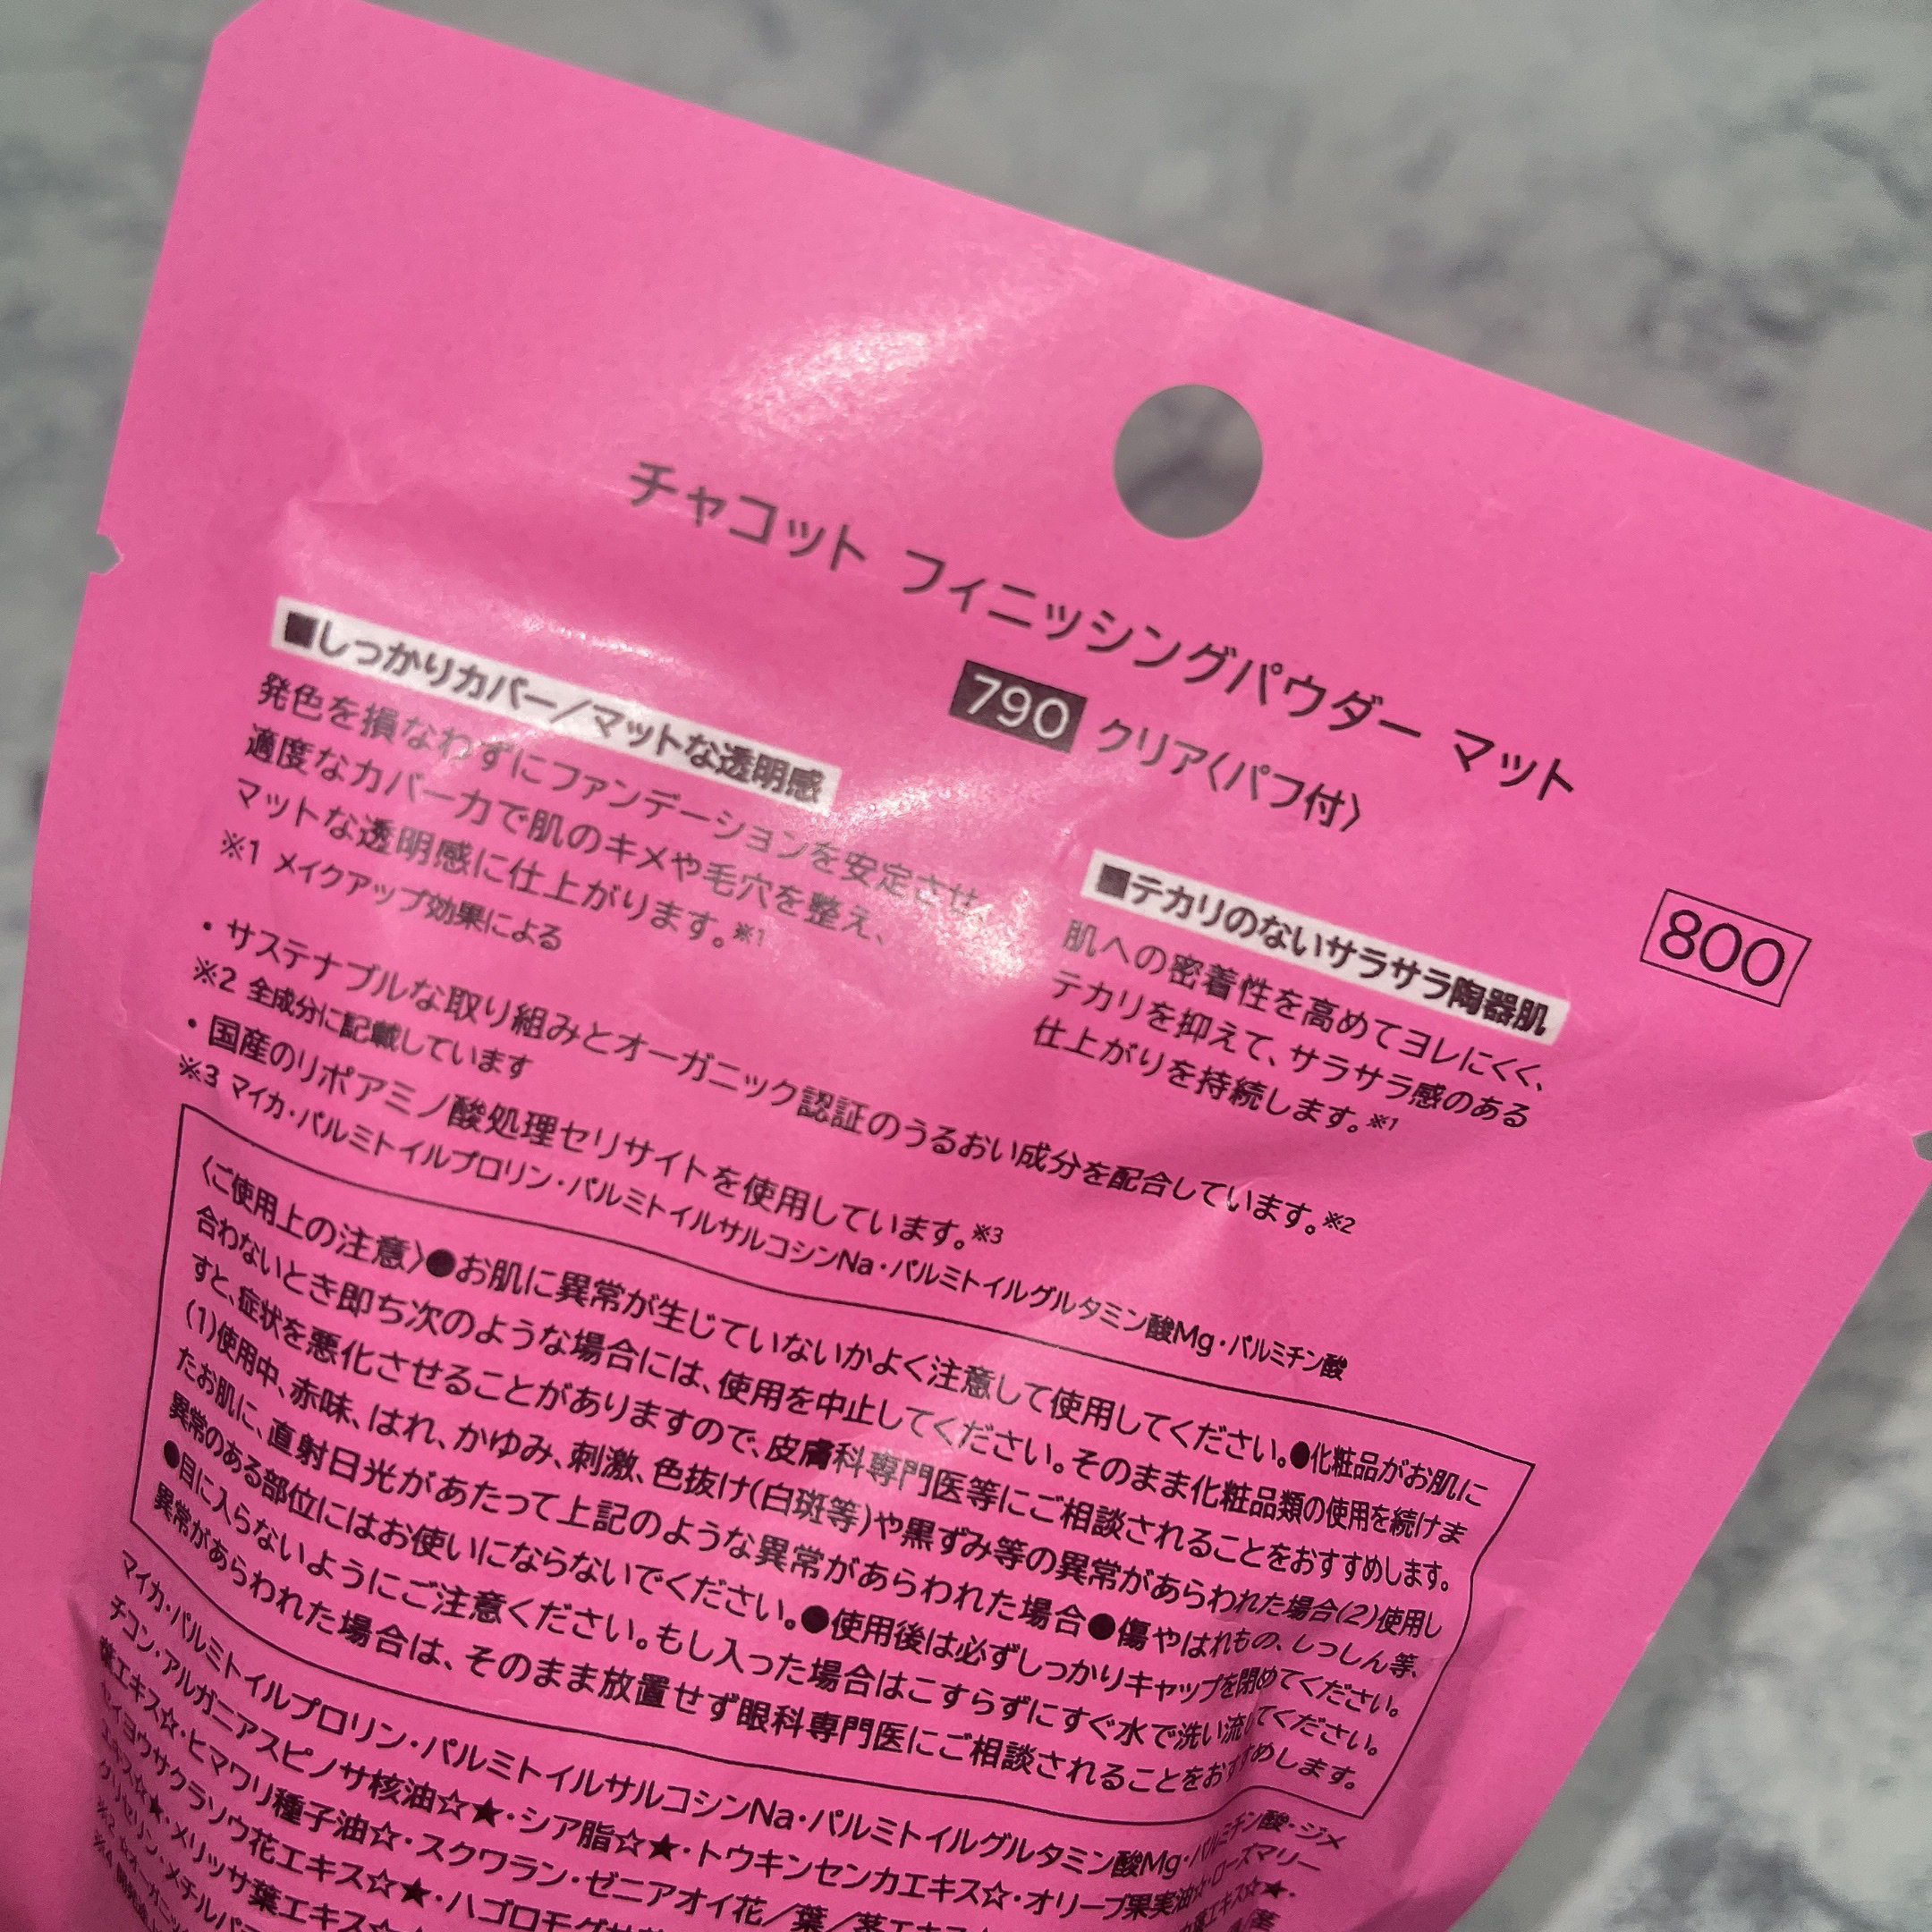 チャコット フィニッシングパウダー マット
790 クリア〈パフ付〉
800
■しっかりカバー／マットな透明感
発色を損なわずにファンデーションを安定させ、
適度なカバー力で肌のキメや毛穴を整え、
マットな透明感に仕上がります。※1
※1 メイクアップ効果による
■テカリのないサラサラ陶器肌
肌への密着性を高めてヨレにくく、
テカリを抑えて、サラサラ感のある
仕上がりを持続します。※1
・サステナブルな取り組みとオーガニック認証のうるおい成分を配合しています。※2
※2 全成分に記載しています
・国産のリポアミノ酸処理セリサイトを使用しています。※3
※3 マイカ・パルミトイルプロリン・パルミトイルサルコシンNa・パルミトイルグルタミン酸Mg・パルミチン酸
〈ご使用上の注意〉●お肌に異常が生じていないかよく注意して使用してください。●化粧品がお肌に
合わないとき即ち次のような場合には、使用を中止してください。そのまま化粧品類の使用を続けま
すと、症状を悪化させることがありますので、皮膚科専門医等にご相談されることをおすすめします。
(1)使用中、赤味、はれ、かゆみ、刺激、色抜け(白斑等)や黒ずみ等の異常があらわれた場合(2)使用し
たお肌に、直射日光があたって上記のような異常があらわれた場合●傷やはれもの、しっしん等、
異常のある部位にはお使いにならないでください。●使用後は必ずしっかりキャップを閉めてください。
●目に入らないようにご注意ください。もし入った場合はこすらずにすぐ水で洗い流してください。
異常があらわれた場合は、そのまま放置せず眼科専門医にご相談されることをおすすめします。
マイカ・パルミトイルプロリン・パルミトイルサルコシンNa・パルミトイルグルタミン酸Mg・パルミチン酸・ジメ
チコン・アルガニアスピノサ核油☆★・シア脂☆★・トウキンセンカエキス☆・オリーブ果実油☆・ローズマリー
葉エキス☆・ヒマワリ種子油☆・スクワラン・ゼニアオイ花／葉／茎エキス☆
セイヨウサクラソウ花エキス☆★・ハゴロモグサ
エキス☆★・メリッサ葉エキス☆
グリセリン・メチルパラ